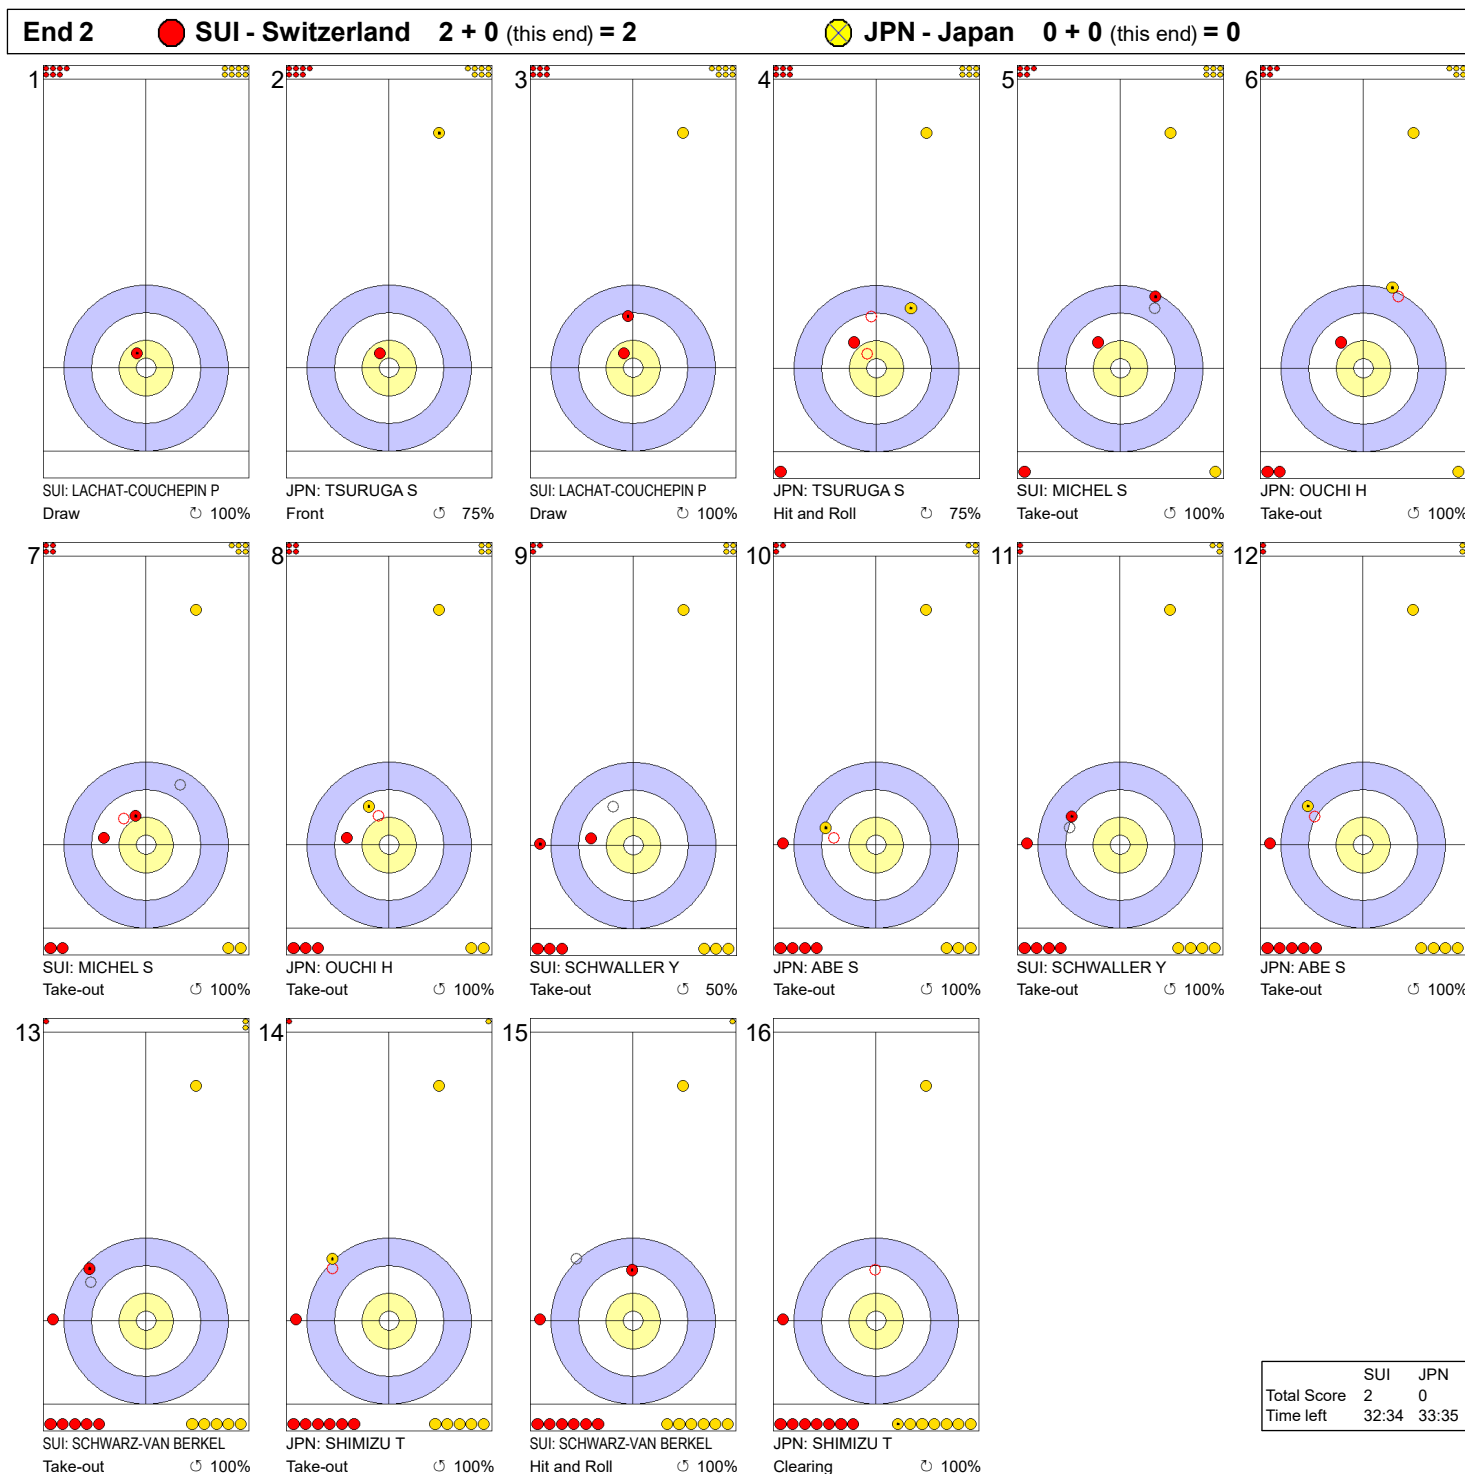 End 2 SUI - Switzerland 2 + 0 (this end) = 2 JPN - Japan 0 + 0 (this end) = 0
1 2 3 4 5 6
SUI: LACHAT-COUCHEPIN P JPN: TSURUGA S SUI: LACHAT-COUCHEPIN P JPN: TSURUGA S SUI: MICHEL S JPN: OUCHI H
Draw ↻ 100% Front ↺ 75% Draw ↻ 100% Hit and Roll ↻ 75% Take-out ↺ 100% Take-out ↺ 100%
7 8 9 10 11 12
SUI: MICHEL S JPN: OUCHI H SUI: SCHWALLER Y JPN: ABE S SUI: SCHWALLER Y JPN: ABE S
Take-out ↺ 100% Take-out ↺ 100% Take-out ↺ 50% Take-out ↺ 100% Take-out ↺ 100% Take-out ↺ 100%
13 14 15 16
SUI: SCHWARZ-VAN BERKEL JPN: SHIMIZU T SUI: SCHWARZ-VAN BERKEL JPN: SHIMIZU T
Take-out ↺ 100% Take-out ↺ 100% Hit and Roll ↺ 100% Clearing ↻ 100%
SUI JPN
Total Score 2 0
Time left 32:34 33:35